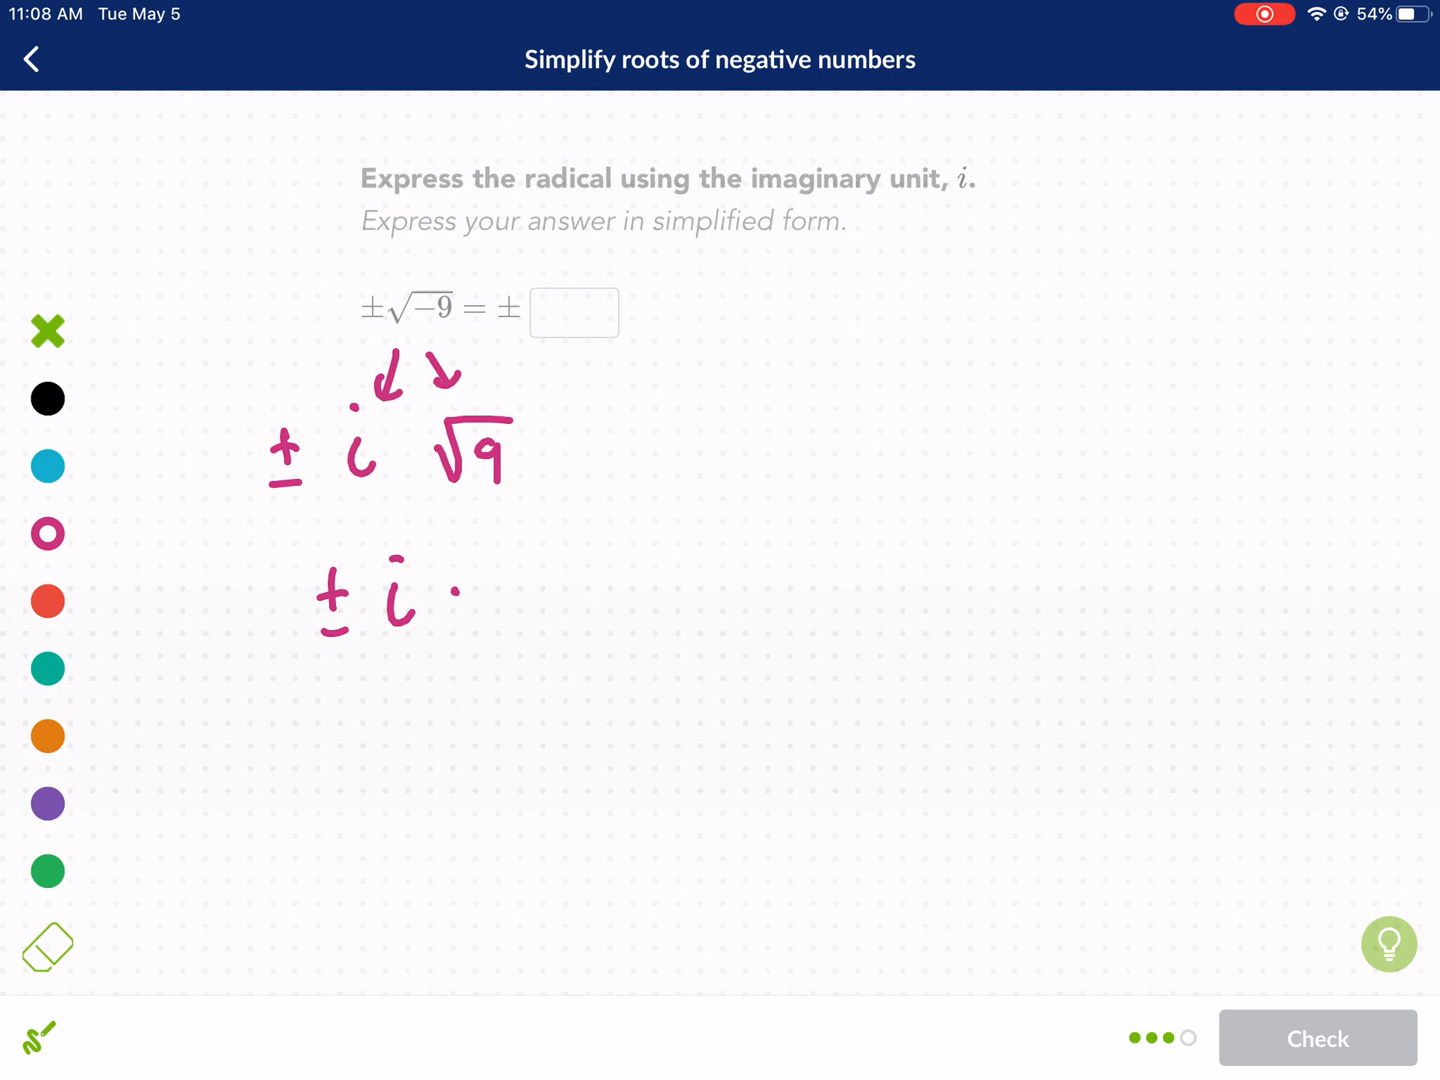 11:08 AM Tue May 5 54%
Simplify roots of negative numbers
Express the radical using the imaginary unit, i.
Express your answer in simplified form.
±√-9 = ±
± i √9
± i ·
Check